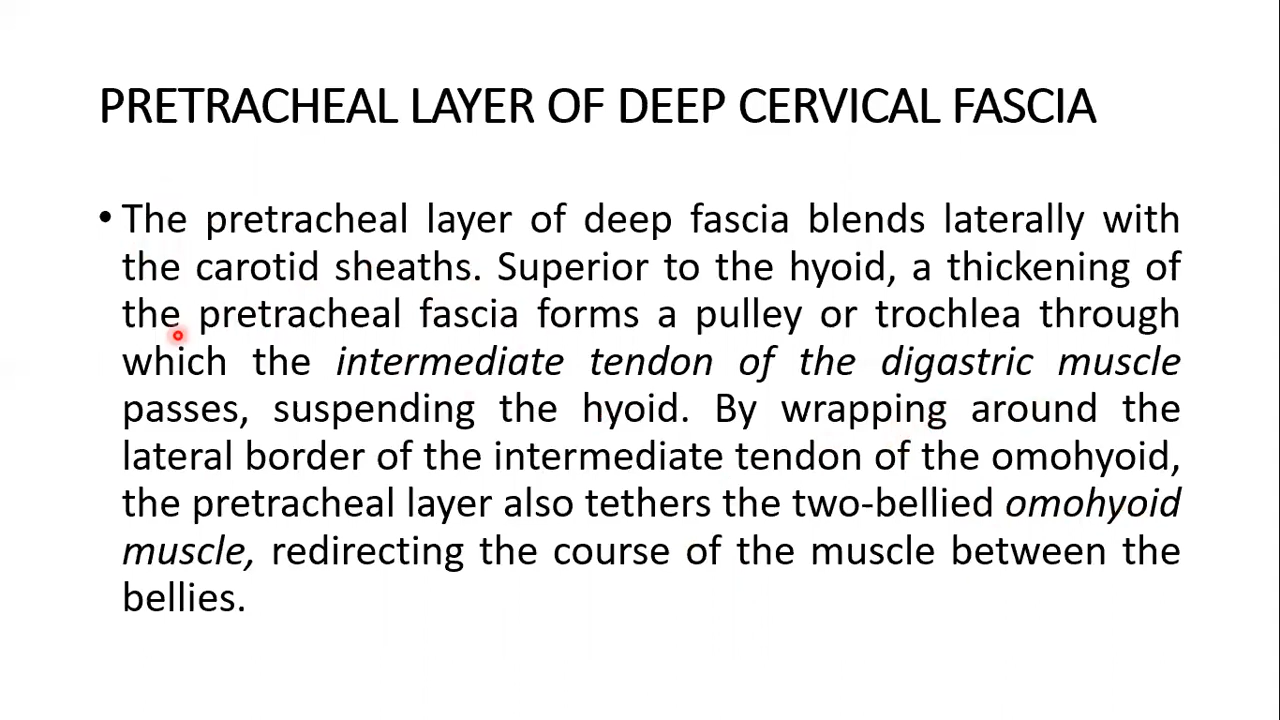 PRETRACHEAL LAYER OF DEEP CERVICAL FASCIA
• The pretracheal layer of deep fascia blends laterally with
the carotid sheaths. Superior to the hyoid, a thickening of
the pretracheal fascia forms a pulley or trochlea through
which the intermediate tendon of the digastric muscle
passes, suspending the hyoid. By wrapping around the
lateral border of the intermediate tendon of the omohyoid,
the pretracheal layer also tethers the two-bellied omohyoid
muscle, redirecting the course of the muscle between the
bellies.